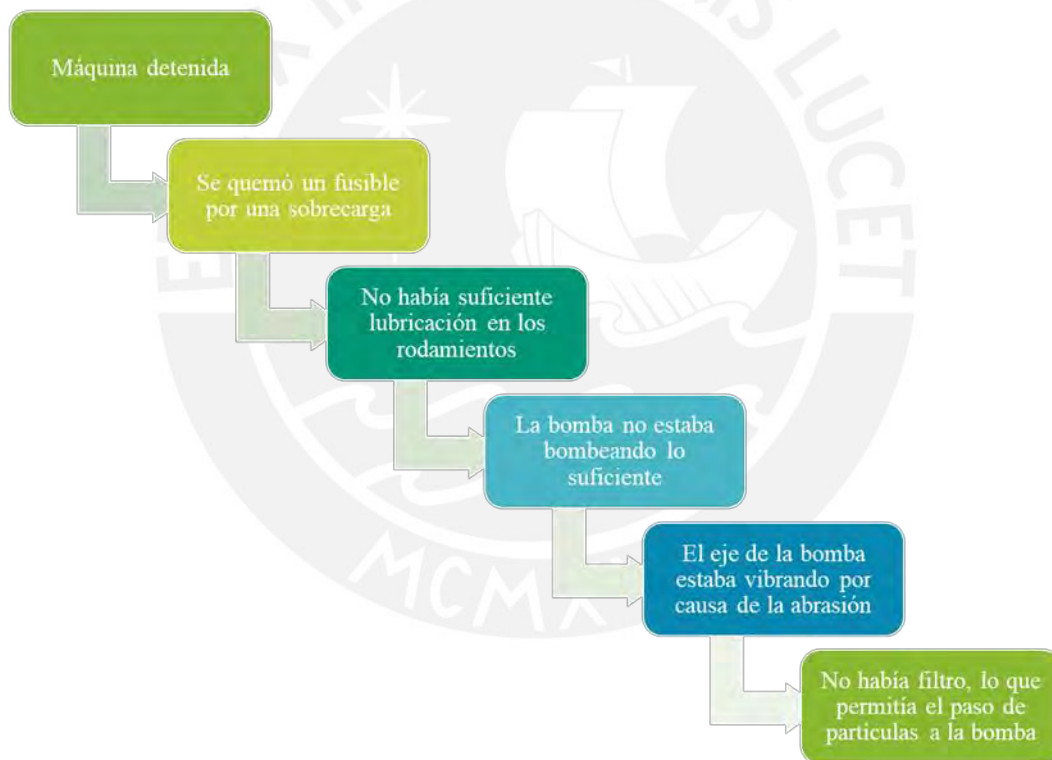 LUCET
Máquina detenida
Se quemó un fusible
por una sobrecarga
No había suficiente
lubricación en los
rodamientos
La bomba no estaba
bombeando lo
suficiente
El eje de la bomba
estaba vibrando por
causa de la abrasión
MCMX
No había filtro, lo que
permitía el paso de
particulas a la bomba